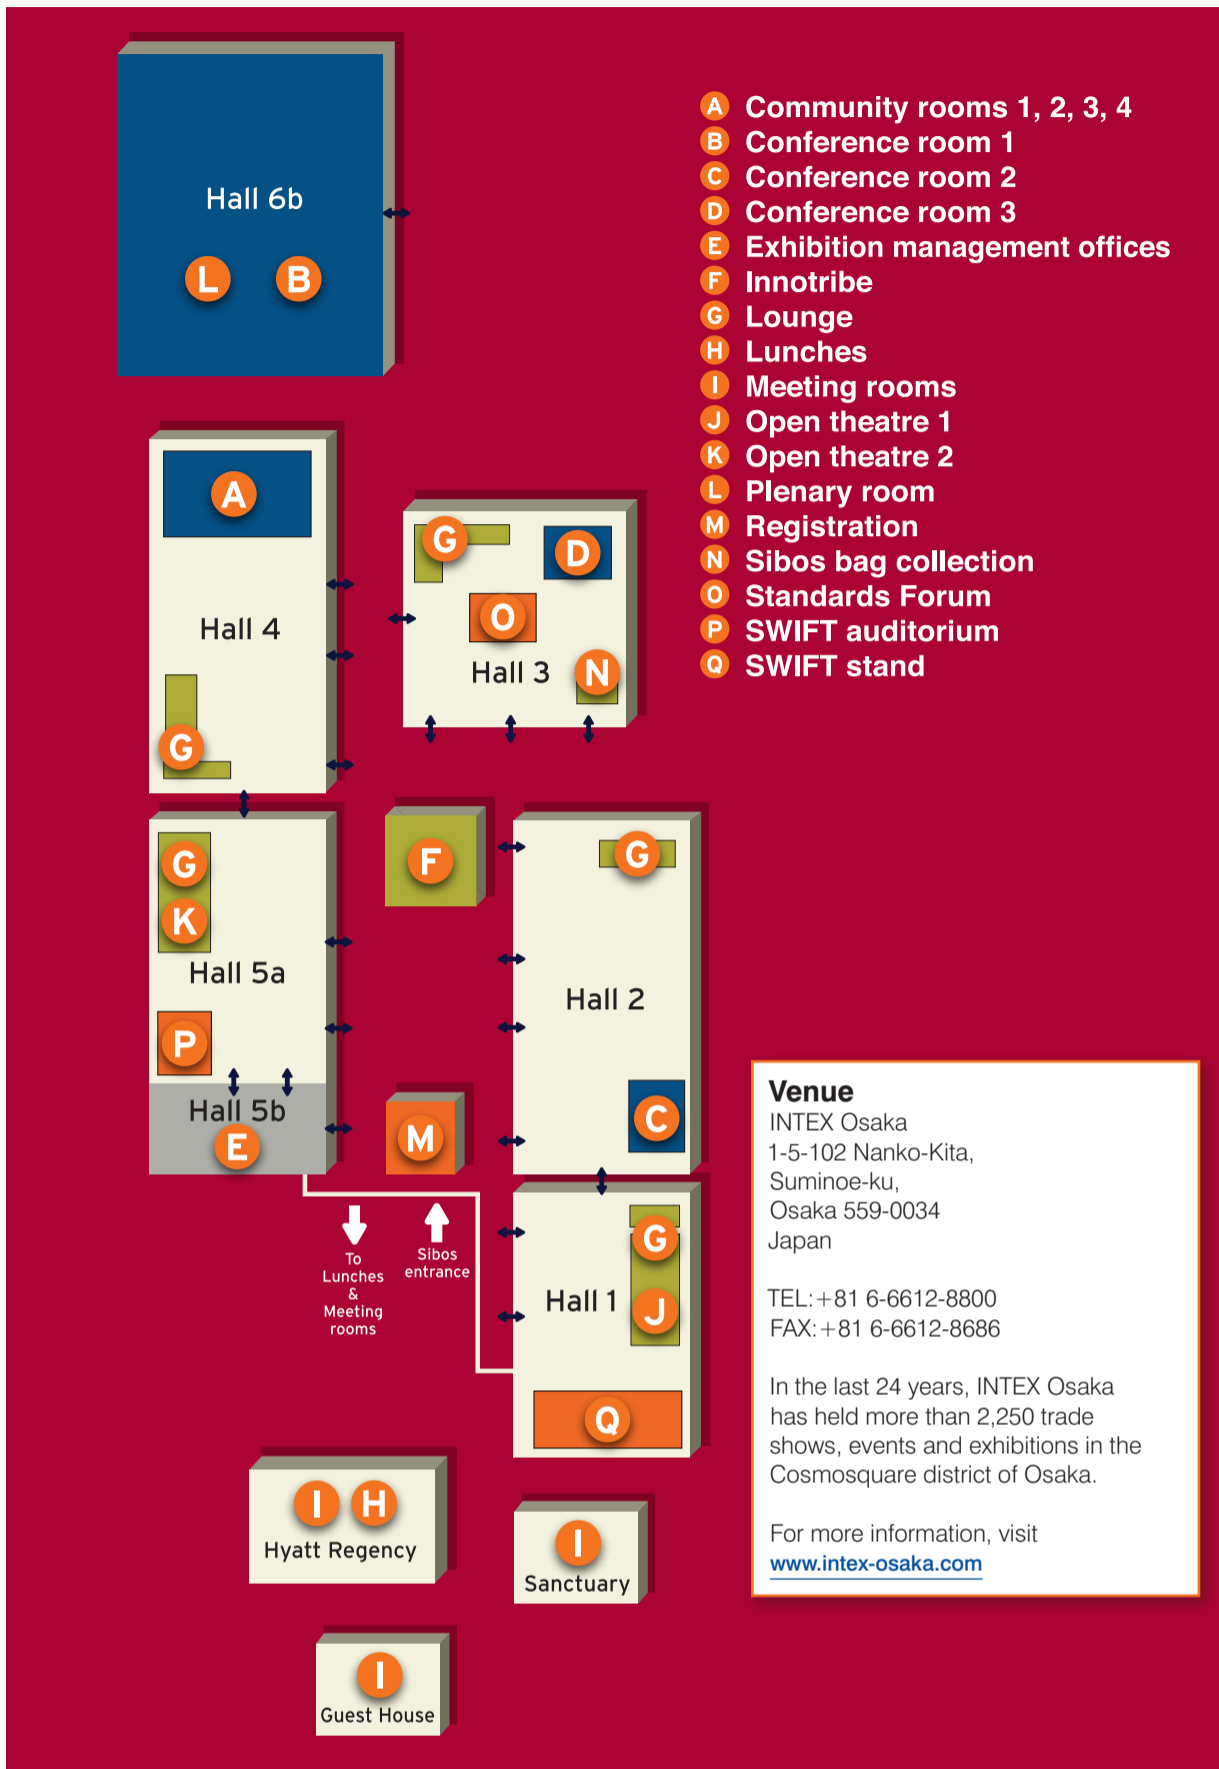 A Community rooms 1, 2, 3, 4
B Conference room 1
C Conference room 2
D Conference room 3
E Exhibition management offices
F Innotribe
G Lounge
H Lunches
I Meeting rooms
J Open theatre 1
K Open theatre 2
L Plenary room
M Registration
N Sibos bag collection
O Standards Forum
P SWIFT auditorium
Q SWIFT stand
Hall 6b
L B
A
Hall 4
G
G
D
O
Hall 3
N
G
K
Hall 5a
P
Hall 5b
E
F
M
G
Hall 2
C
To
Lunches
&
Meeting
rooms
Sibos
entrance
G
Hall 1
J
Q
I H
Hyatt Regency
I
Sanctuary
I
Guest House
Venue
INTEX Osaka
1-5-102 Nanko-Kita,
Suminoe-ku,
Osaka 559-0034
Japan
TEL:+81 6-6612-8800
FAX:+81 6-6612-8686
In the last 24 years, INTEX Osaka
has held more than 2,250 trade
shows, events and exhibitions in the
Cosmosquare district of Osaka.
For more information, visit
www.intex-osaka.com